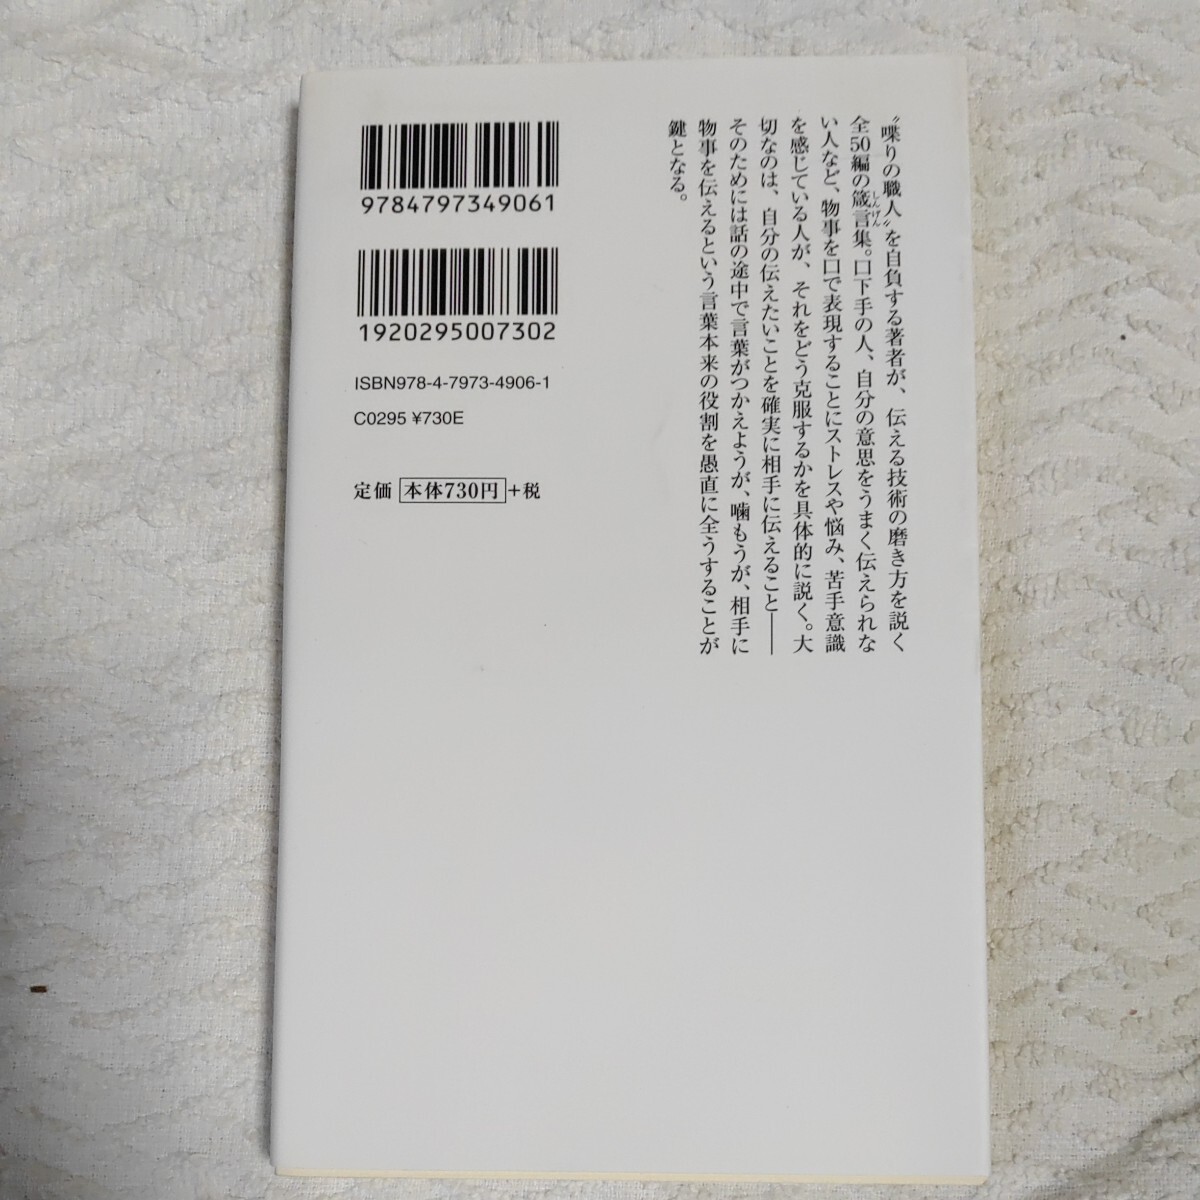 〝喋りの職人〟を自負する著者が、伝える技術の磨き方を説く
全50編の箴言集。口下手の人、自分の意思をうまく伝えられな
しんげん
い人など、物事を口で表現することにストレスや悩み、苦手意識
を感じている人が、それをどう克服するかを具体的に説く。大
切なのは、自分の伝えたいことを確実に相手に伝えること――
そのためには話の途中で言葉がつかえようが、噛もうが、相手に
物事を伝えるという言葉本来の役割を愚直に全うすることが
鍵となる。
9784797349061
1920295007302
ISBN978-4-7973-4906-1
C0295 ¥730E
定価 本体730円 +税